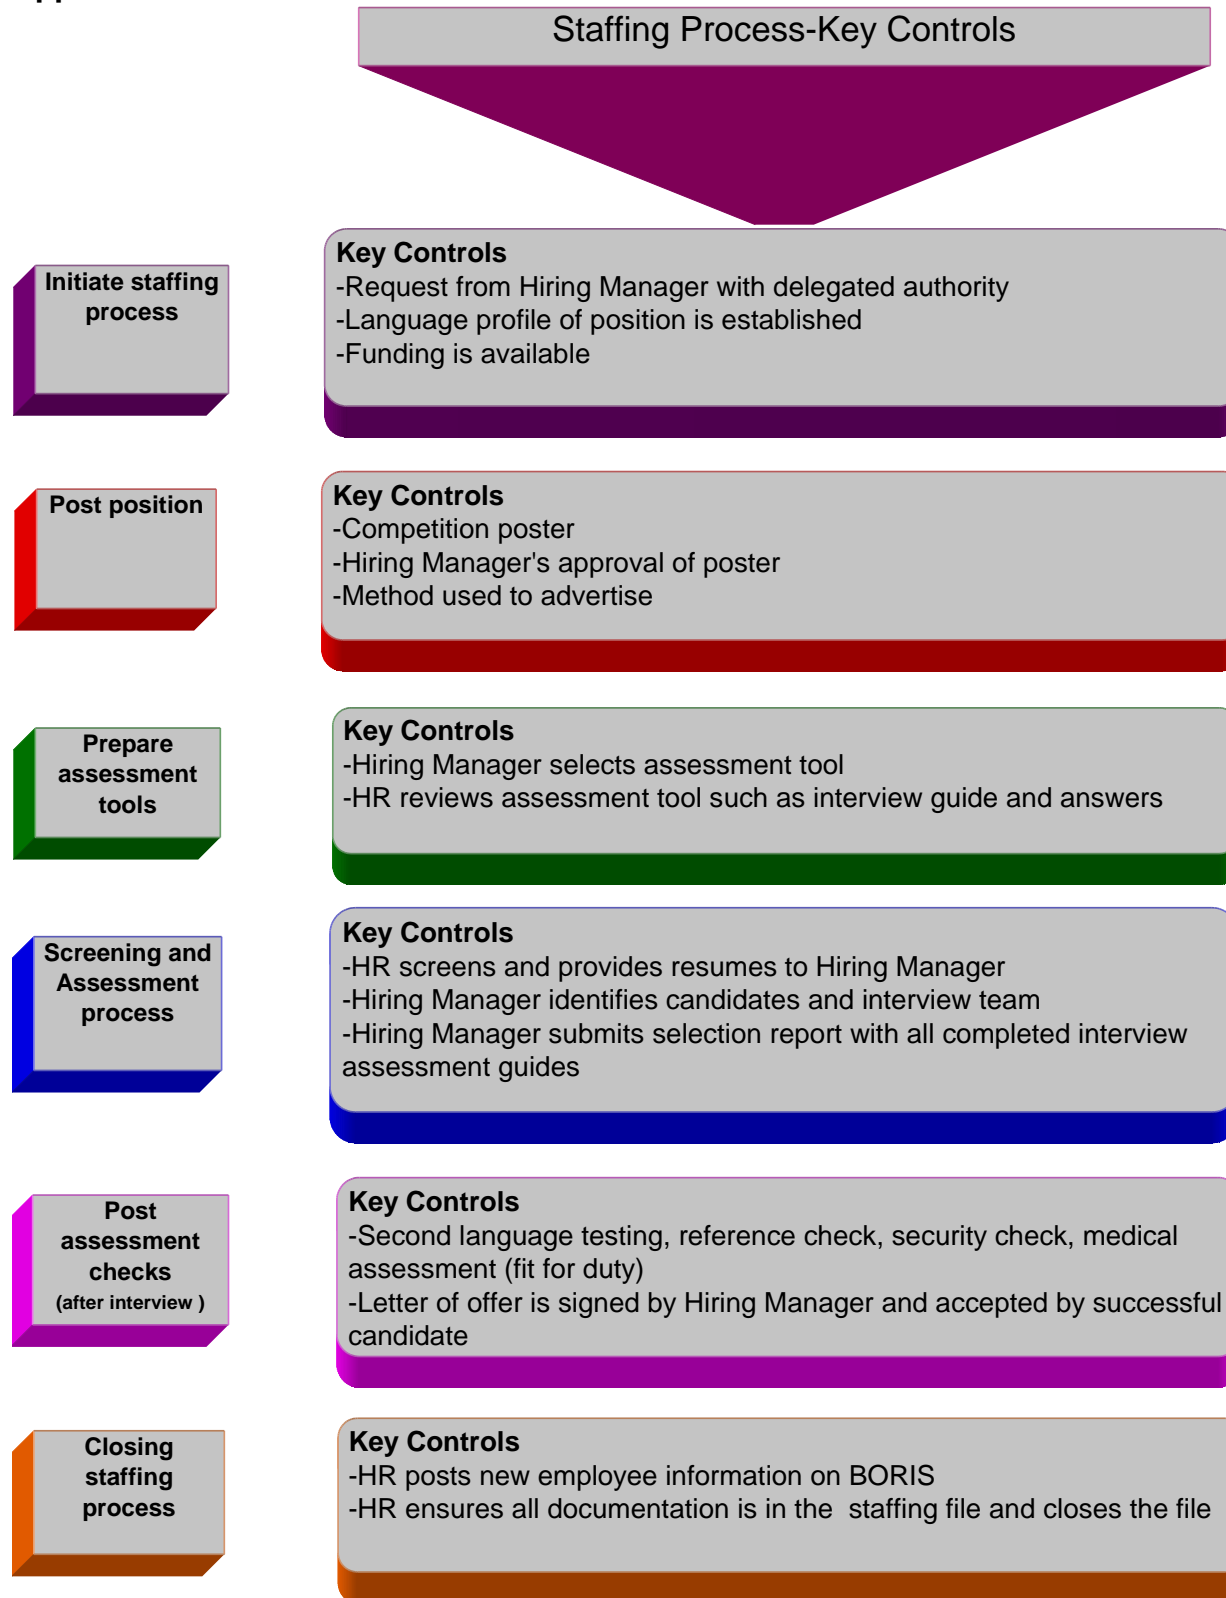 Staffing Process-Key Controls
Initiate staffing
process
Key Controls
-Request from Hiring Manager with delegated authority
-Language profile of position is established
-Funding is available
Post position
Key Controls
-Competition poster
-Hiring Manager's approval of poster
-Method used to advertise
Prepare
assessment
tools
Key Controls
-Hiring Manager selects assessment tool
-HR reviews assessment tool such as interview guide and answers
Screening and
Assessment
process
Key Controls
-HR screens and provides resumes to Hiring Manager
-Hiring Manager identifies candidates and interview team
-Hiring Manager submits selection report with all completed interview
assessment guides
Post
assessment
checks
(after interview )
Key Controls
-Second language testing, reference check, security check, medical
assessment (fit for duty)
-Letter of offer is signed by Hiring Manager and accepted by successful
candidate
Closing
staffing
process
Key Controls
-HR posts new employee information on BORIS
-HR ensures all documentation is in the  staffing file and closes the file